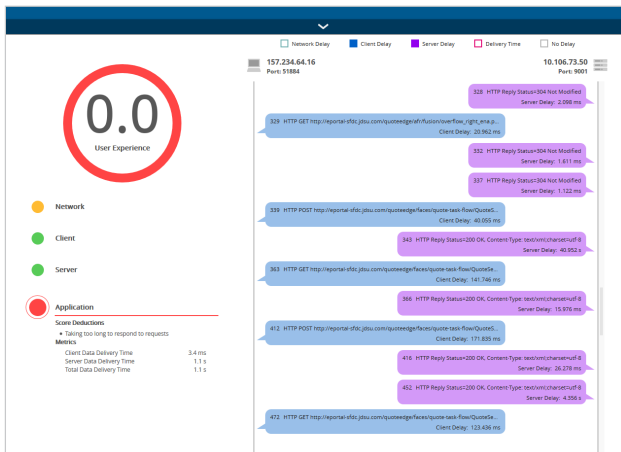 Network Delay
Client Delay
Server Delay
Delivery Time
No Delay
157.234.64.16
Port: 51884
10.106.73.50
Port: 9001
0.0
User Experience
Network
Client
Server
Application
Score Deductions
• Taking too long to respond to requests
Metrics
Client Data Delivery Time 3.4 ms
Server Data Delivery Time 1.1 s
Total Data Delivery Time 1.1 s
328 HTTP Reply Status=304 Not Modified
Server Delay: 2.098 ms
329 HTTP GET http://eportal-sfdc.jdsu.com/quoteedge/afr/fusion/overflow_right_ena.p...
Client Delay: 20.962 ms
332 HTTP Reply Status=304 Not Modified
Server Delay: 1.611 ms
337 HTTP Reply Status=304 Not Modified
Server Delay: 1.122 ms
339 HTTP POST http://eportal-sfdc.jdsu.com/quoteedge/faces/quote-task-flow/QuoteS...
Client Delay: 40.055 ms
343 HTTP Reply Status=200 OK, Content-Type: text/xml;charset=utf-8
Server Delay: 40.952 s
363 HTTP GET http://eportal-sfdc.jdsu.com/quoteedge/faces/quote-task-flow/QuoteSe...
Client Delay: 141.746 ms
366 HTTP Reply Status=200 OK, Content-Type: text/xml;charset=utf-8
Server Delay: 15.976 ms
412 HTTP POST http://eportal-sfdc.jdsu.com/quoteedge/faces/quote-task-flow/QuoteS...
Client Delay: 171.835 ms
416 HTTP Reply Status=200 OK, Content-Type: text/xml;charset=utf-8
Server Delay: 26.278 ms
452 HTTP Reply Status=200 OK, Content-Type: text/xml;charset=utf-8
Server Delay: 4.356 s
472 HTTP GET http://eportal-sfdc.jdsu.com/quoteedge/faces/quote-task-flow/QuoteSe...
Client Delay: 123.436 ms